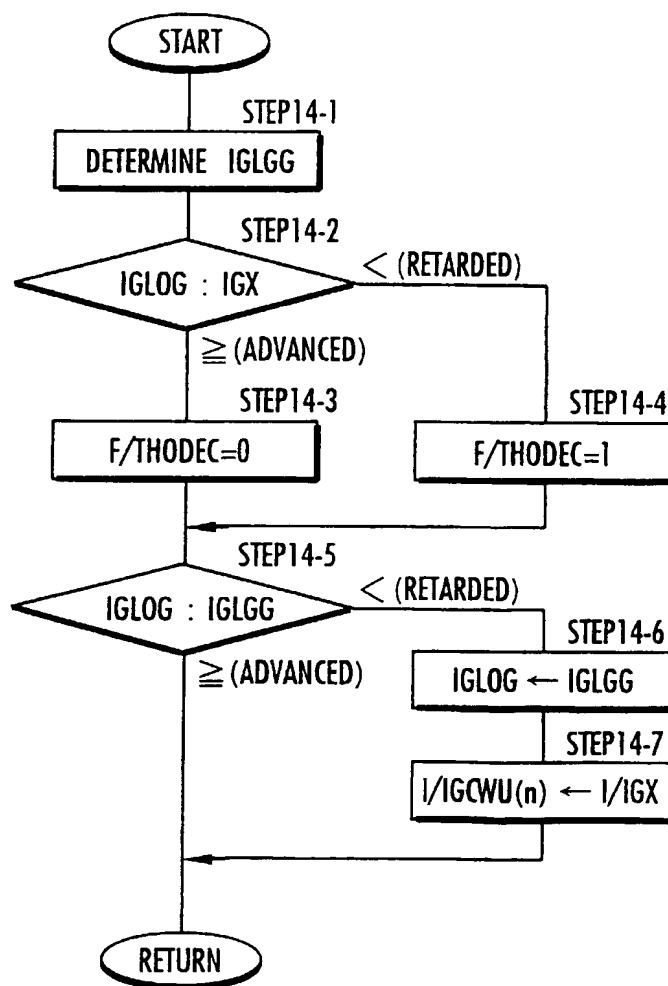 START
STEP14-1
DETERMINE IGLGG
STEP14-2
IGLOG : IGX
< (RETARDED)
≧ (ADVANCED)
STEP14-3
F/THODEC=0
STEP14-4
F/THODEC=1
STEP14-5
IGLOG : IGLGG
< (RETARDED)
≧ (ADVANCED)
STEP14-6
IGLOG ← IGLGG
STEP14-7
I/IGCWU(n) ← I/IGX
RETURN